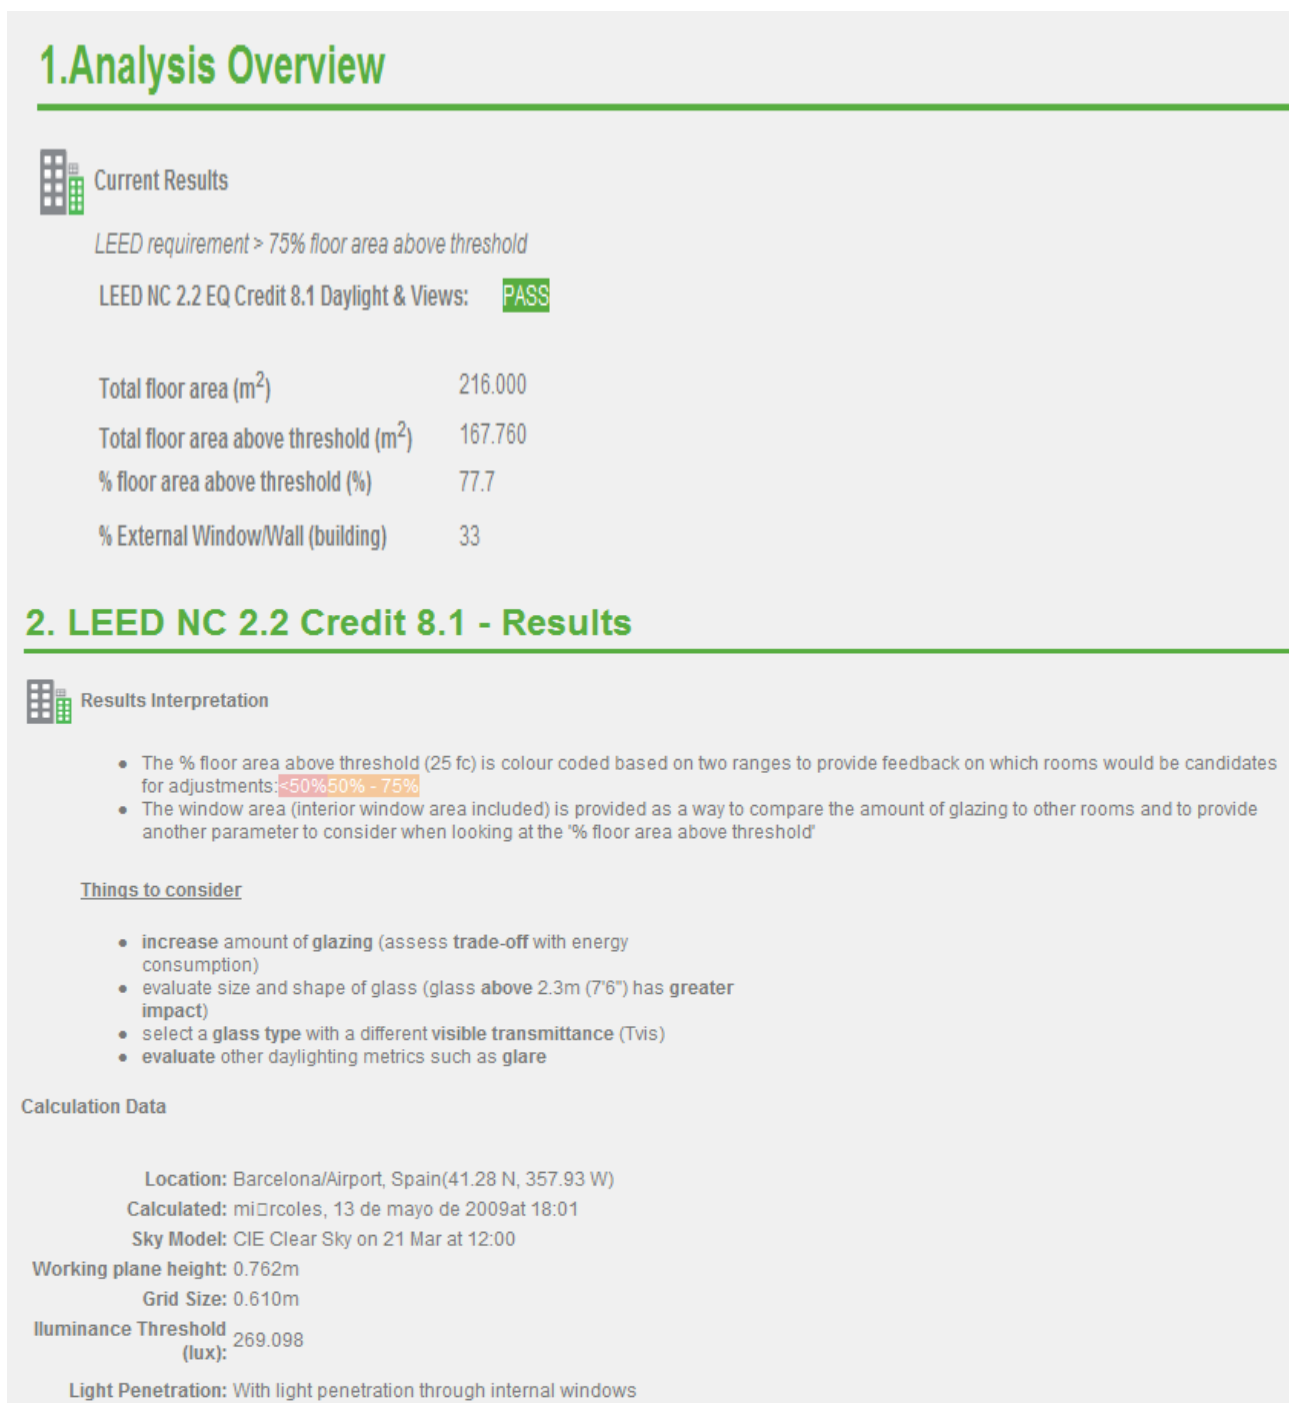 1.Analysis Overview
Current Results
LEED requirement > 75% floor area above threshold
LEED NC 2.2 EQ Credit 8.1 Daylight & Views: PASS
Total floor area (m²) 216.000
Total floor area above threshold (m²) 167.760
% floor area above threshold (%) 77.7
% External Window/Wall (building) 33
2. LEED NC 2.2 Credit 8.1 - Results
Results Interpretation
• The % floor area above threshold (25 fc) is colour coded based on two ranges to provide feedback on which rooms would be candidates
for adjustments:<50%50% - 75%
• The window area (interior window area included) is provided as a way to compare the amount of glazing to other rooms and to provide
another parameter to consider when looking at the '% floor area above threshold'
Things to consider
• increase amount of glazing (assess trade-off with energy
consumption)
• evaluate size and shape of glass (glass above 2.3m (7'6") has greater
impact)
• select a glass type with a different visible transmittance (Tvis)
• evaluate other daylighting metrics such as glare
Calculation Data
Location: Barcelona/Airport, Spain(41.28 N, 357.93 W)
Calculated: mi□rcoles, 13 de mayo de 2009at 18:01
Sky Model: CIE Clear Sky on 21 Mar at 12:00
Working plane height: 0.762m
Grid Size: 0.610m
Iluminance Threshold
(lux): 269.098
Light Penetration: With light penetration through internal windows